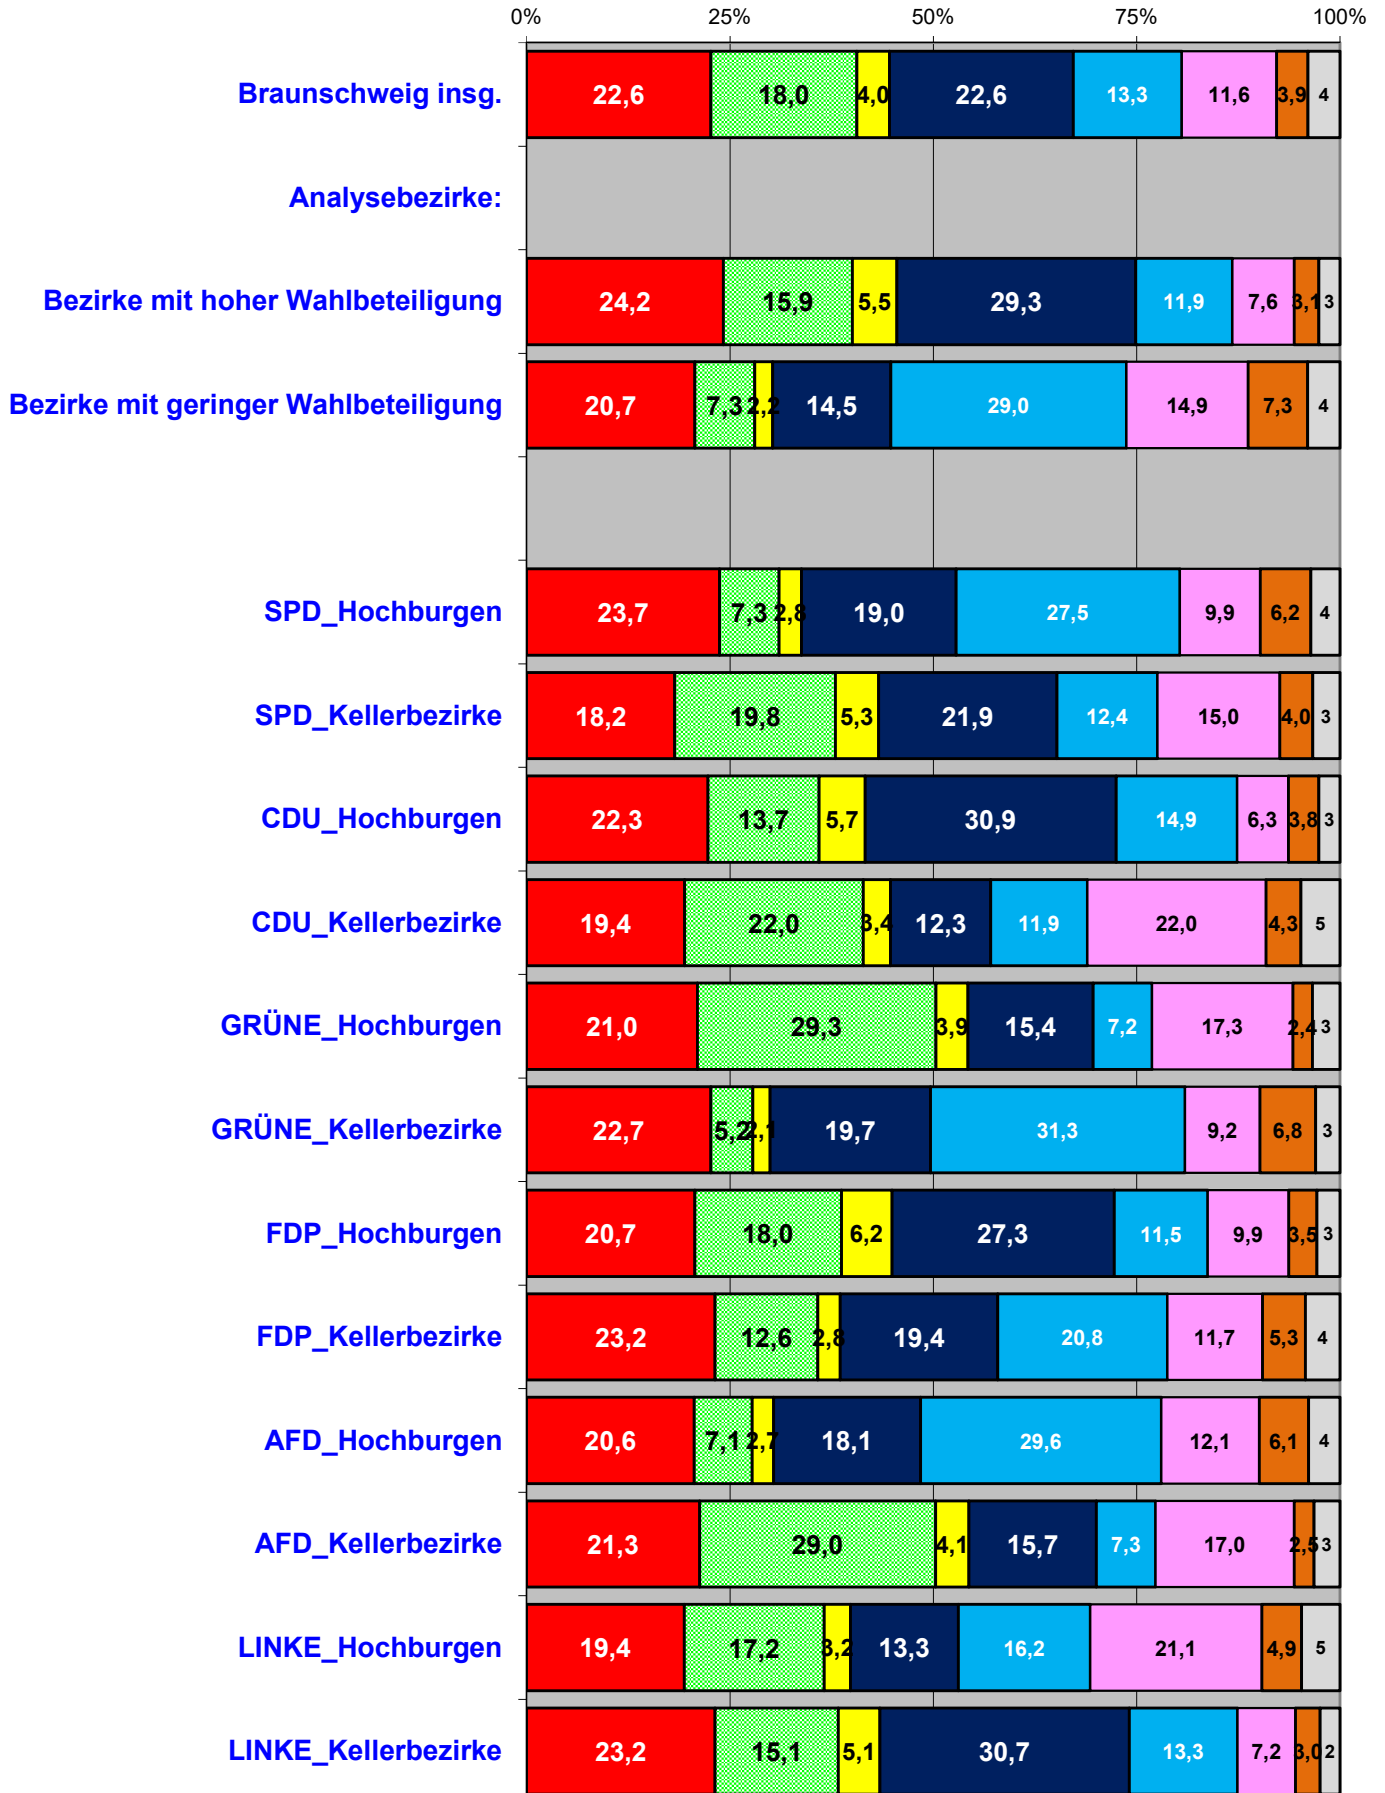 0% 25% 50% 75% 100%
Braunschweig insg. 22,6 18,0 4,0 22,6 13,3 11,6 3,9 4
Analysebezirke:
Bezirke mit hoher Wahlbeteiligung 24,2 15,9 5,5 29,3 11,9 7,6 3,1 3
Bezirke mit geringer Wahlbeteiligung 20,7 7,3 2,2 14,5 29,0 14,9 7,3 4
SPD_Hochburgen 23,7 7,3 2,8 19,0 27,5 9,9 6,2 4
SPD_Kellerbezirke 18,2 19,8 5,3 21,9 12,4 15,0 4,0 3
CDU_Hochburgen 22,3 13,7 5,7 30,9 14,9 6,3 3,8 3
CDU_Kellerbezirke 19,4 22,0 3,4 12,3 11,9 22,0 4,3 5
GRÜNE_Hochburgen 21,0 29,3 3,9 15,4 7,2 17,3 2,4 3
GRÜNE_Kellerbezirke 22,7 5,2 2,1 19,7 31,3 9,2 6,8 3
FDP_Hochburgen 20,7 18,0 6,2 27,3 11,5 9,9 3,5 3
FDP_Kellerbezirke 23,2 12,6 2,8 19,4 20,8 11,7 5,3 4
AFD_Hochburgen 20,6 7,1 2,7 18,1 29,6 12,1 6,1 4
AFD_Kellerbezirke 21,3 29,0 4,1 15,7 7,3 17,0 2,5 3
LINKE_Hochburgen 19,4 17,2 3,2 13,3 16,2 21,1 4,9 5
LINKE_Kellerbezirke 23,2 15,1 5,1 30,7 13,3 7,2 3,0 2